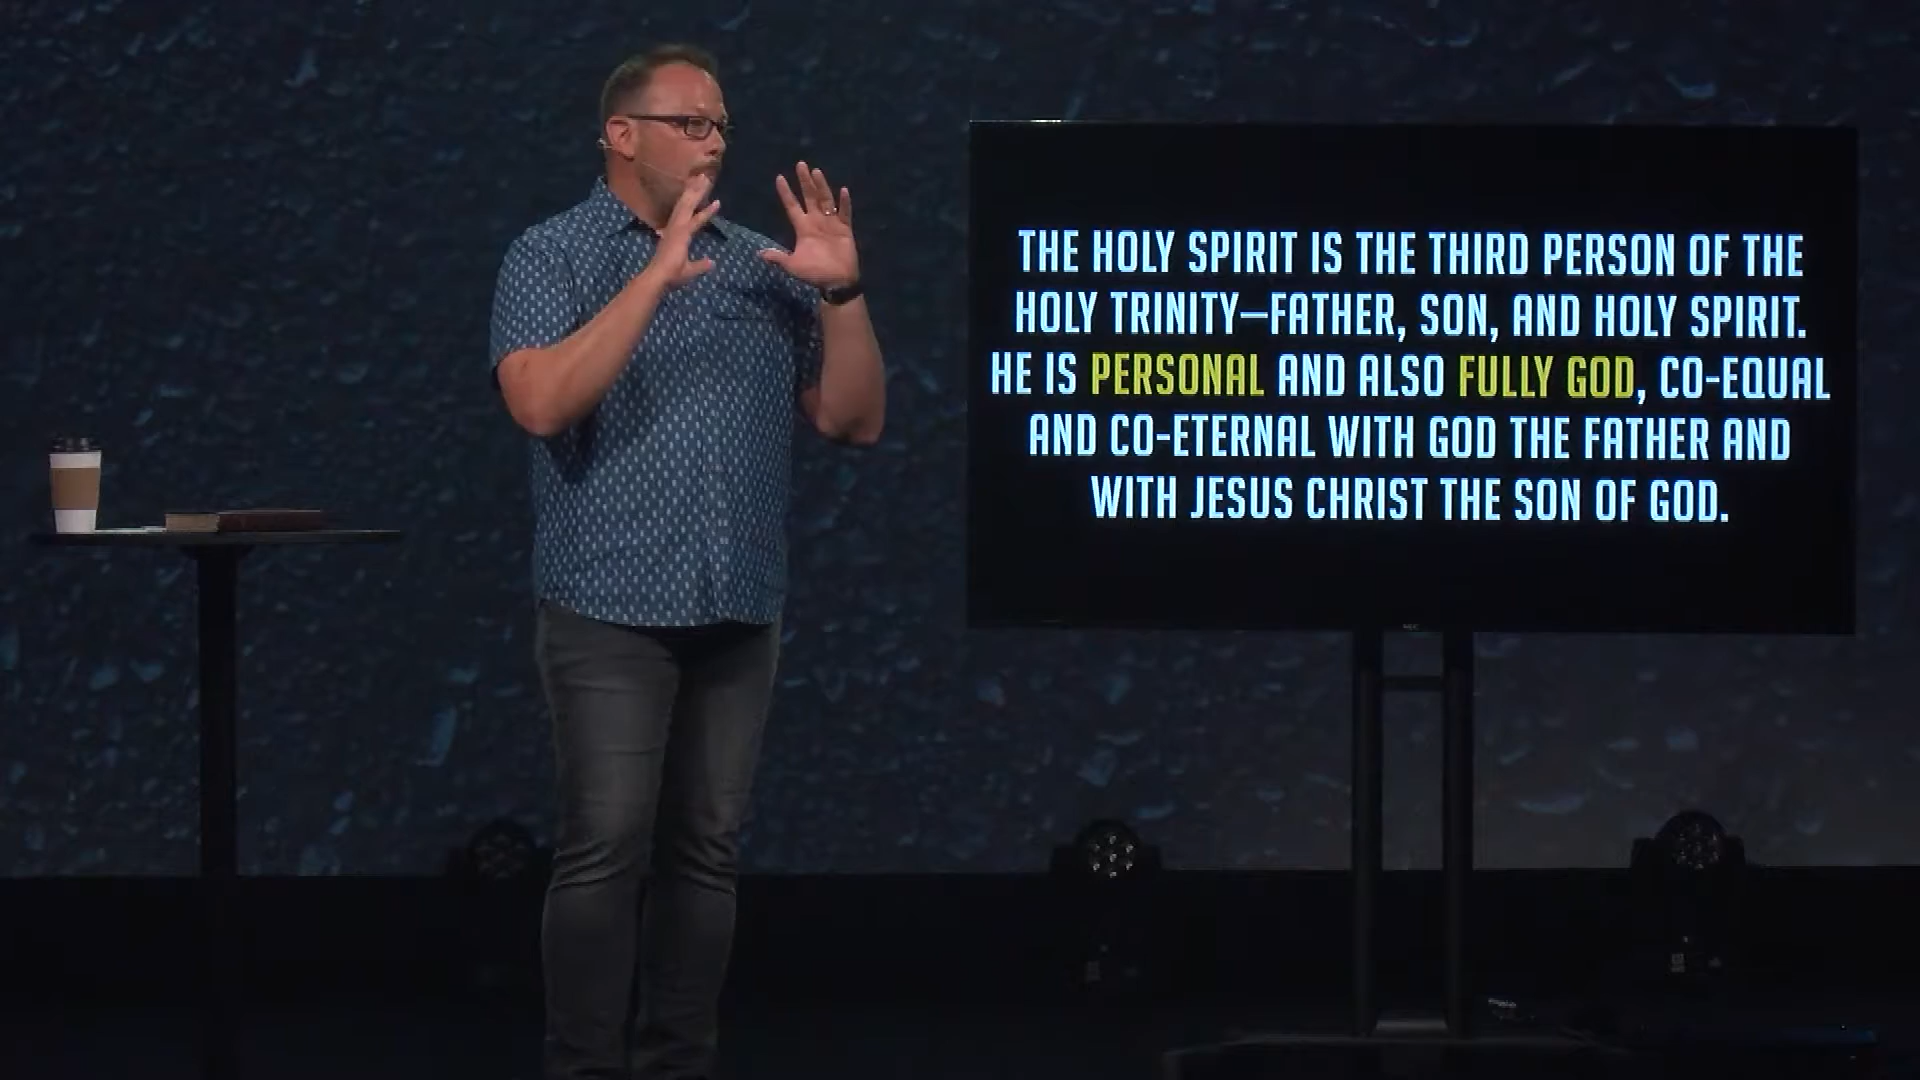 THE HOLY SPIRIT IS THE THIRD PERSON OF THE
HOLY TRINITY—FATHER, SON, AND HOLY SPIRIT.
HE IS PERSONAL AND ALSO FULLY GOD, CO-EQUAL
AND CO-ETERNAL WITH GOD THE FATHER AND
WITH JESUS CHRIST THE SON OF GOD.